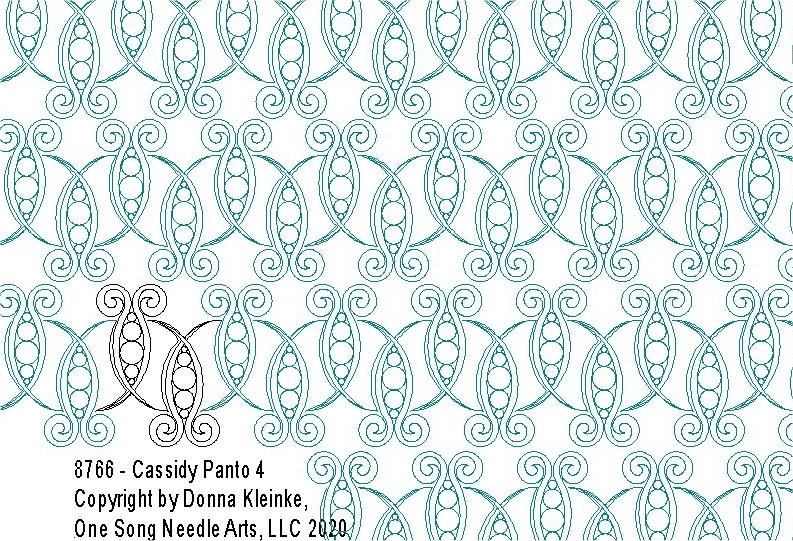 8766 - Cassidy Panto 4
Copyright by Donna Kleinke,
One Song Needle Arts, LLC 2020